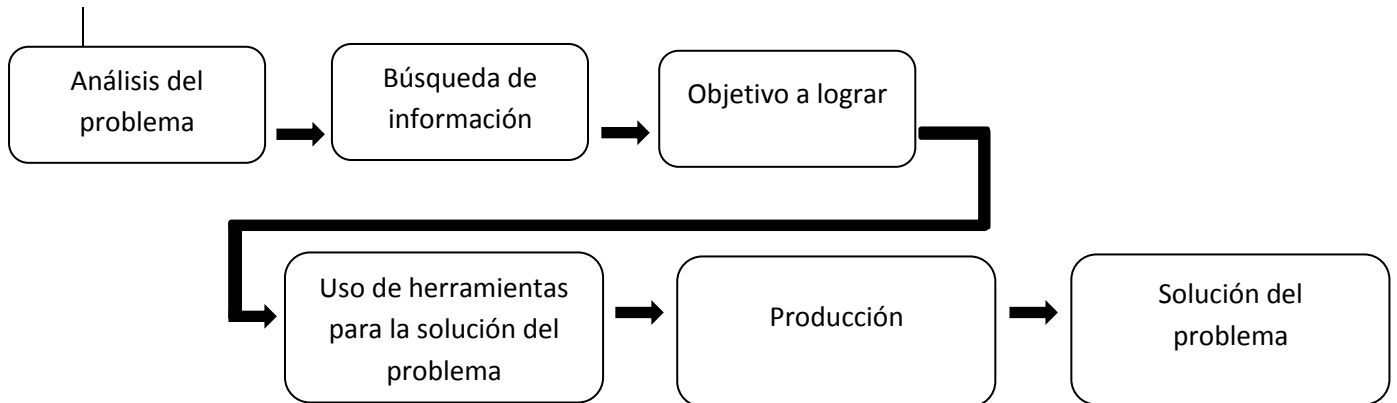 Análisis del
problema
Búsqueda de
información
Objetivo a lograr
Uso de herramientas
para la solución del
problema
Producción
Solución del
problema